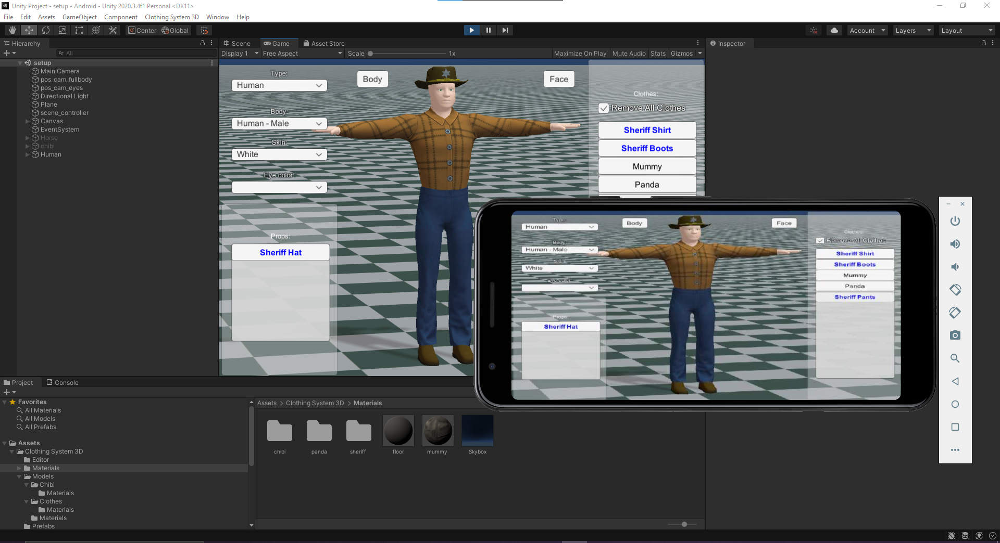 Unity Project - setup - Android - Unity 2020.3.4f1 Personal <DX11>
File Edit Assets GameObject Component Clothing System 3D Window Help
Center Global Account Layers Layout
Hierarchy
All
setup
Main Camera
pos_cam_fullbody
pos_cam_eyes
Directional Light
Plane
scene_controller
Canvas
EventSystem
Horse
chibi
Human
Scene Game Asset Store
Display 1 Free Aspect Scale 1x Maximize On Play Mute Audio Stats Gizmos
Type:
Human
Body:
Human - Male
Skin:
White
Eye color:
Props:
Sheriff Hat
Body
Face
Clothes:
Remove All Clothes
Sheriff Shirt
Sheriff Boots
Mummy
Panda
Inspector
Type:
Human
Body:
Human - Male
Skin:
White
Eye color:
Props:
Sheriff Hat
Body
Face
Clothes:
Remove All Clothes
Sheriff Shirt
Sheriff Boots
Mummy
Panda
Sheriff Pants
Project Console
Favorites
All Materials
All Models
All Prefabs
Assets
Clothing System 3D
Editor
Materials
Models
Chibi
Materials
Clothes
Materials
Materials
Prefabs
Assets > Clothing System 3D > Materials
chibi panda sheriff floor mummy Skybox